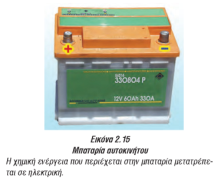 +
-
330804 P
12V 60Ah 330A
Εικόνα 2.15
Μπαταρία αυτοκινήτου
Η χημική ενέργεια που περιέχεται στην μπαταρία μετατρέπε-
ται σε ηλεκτρική.